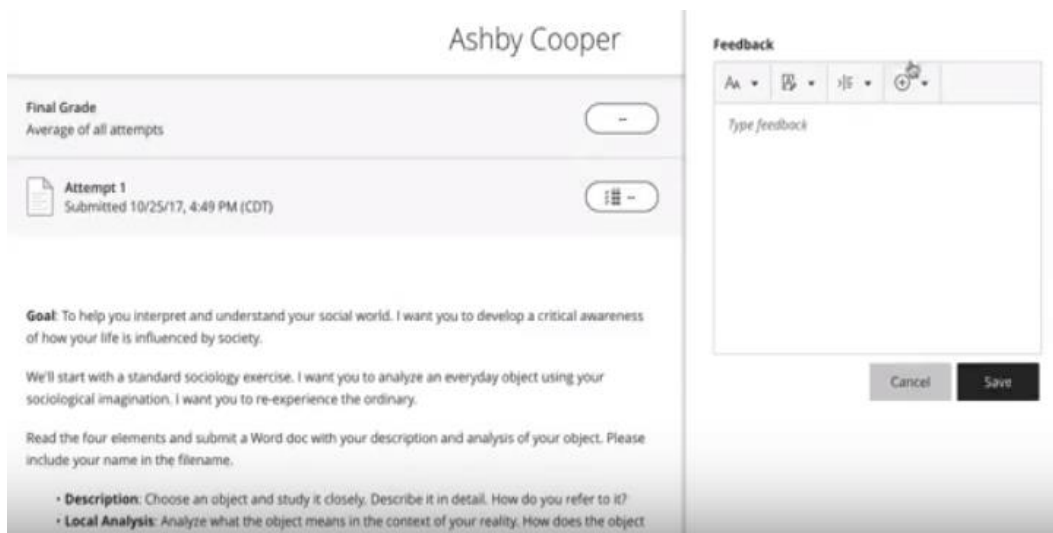 Ashby Cooper
Final Grade
Average of all attempts
--
Attempt 1
Submitted 10/25/17, 4:49 PM (CDT)
--
Goal: To help you interpret and understand your social world. I want you to develop a critical awareness
of how your life is influenced by society.
We'll start with a standard sociology exercise. I want you to analyze an everyday object using your
sociological imagination. I want you to re-experience the ordinary.
Read the four elements and submit a Word doc with your description and analysis of your object. Please
include your name in the filename.
• Description: Choose an object and study it closely. Describe it in detail. How do you refer to it?
• Local Analysis: Analyze what the object means in the context of your reality. How does the object
Feedback
Type feedback
Cancel
Save